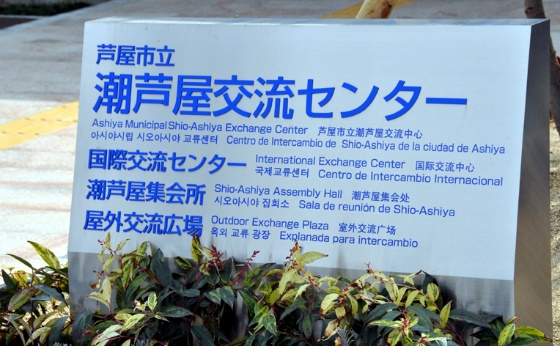 芦屋市立
潮芦屋交流センター
Ashiya Municipal Shio-Ashiya Exchange Center 芦屋市立潮芦屋交流中心
아시야시립 시오아시야 교류센터 Centro de Intercambio de Shio-Ashiya de la ciudad de Ashiya
国際交流センター International Exchange Center 国际交流中心
국제교류센터 Centro de Intercambio Internacional
潮芦屋集会所 Shio-Ashiya Assembly Hall 潮芦屋集会处
시오아시야 집회소 Sala de reunión de Shio-Ashiya
屋外交流広場 Outdoor Exchange Plaza 室外交流广场
옥외 교류 광장 Explanada para intercambio